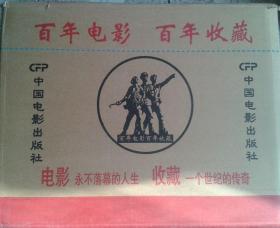 百年电影 百年收藏
CFP
中国电影出版社
百年电影百年收藏
CFP
中国电影出版社
电影 永不落幕的人生 收藏 一个世纪的传奇